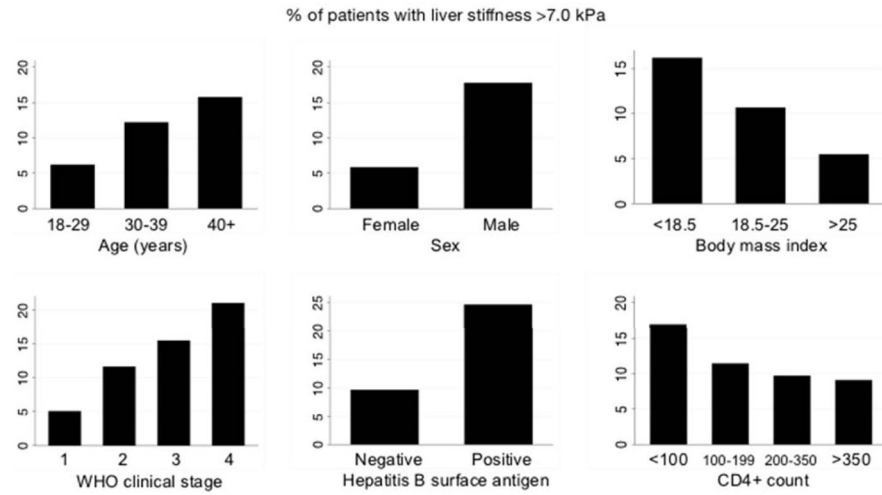 % of patients with liver stiffness >7.0 kPa
0 5 10 15 20
18-29 30-39 40+
Age (years)
0 5 10 15 20
Female Male
Sex
0 5 10 15
<18.5 18.5-25 >25
Body mass index
0 5 10 15 20
1 2 3 4
WHO clinical stage
0 5 10 15 20 25
Negative Positive
Hepatitis B surface antigen
0 5 10 15 20
<100 100-199 200-350 >350
CD4+ count